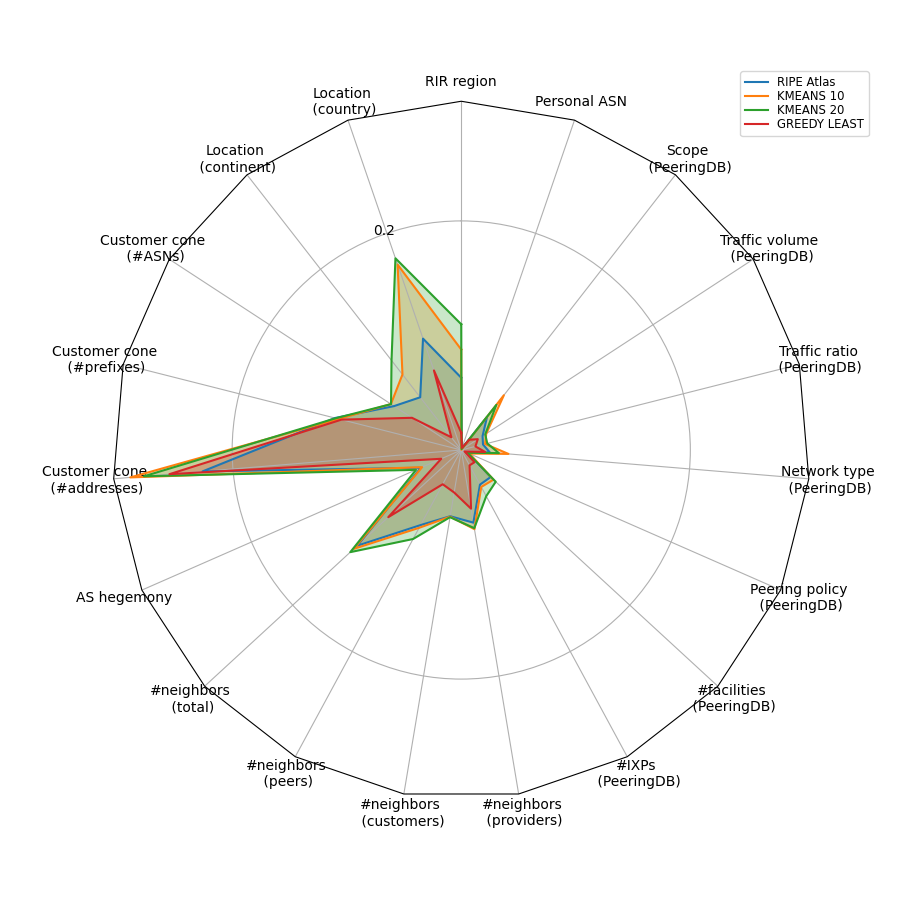 RIR region
Personal ASN
Location
(country)
Location
(continent)
Scope
(PeeringDB)
Customer cone
(#ASNs)
Traffic volume
(PeeringDB)
Customer cone
(#prefixes)
Traffic ratio
(PeeringDB)
Customer cone
(#addresses)
Network type
(PeeringDB)
AS hegemony
Peering policy
(PeeringDB)
#neighbors
(total)
#facilities
(PeeringDB)
#neighbors
(peers)
#IXPs
(PeeringDB)
#neighbors
(customers)
#neighbors
(providers)
0.2
RIPE Atlas
KMEANS 10
KMEANS 20
GREEDY LEAST